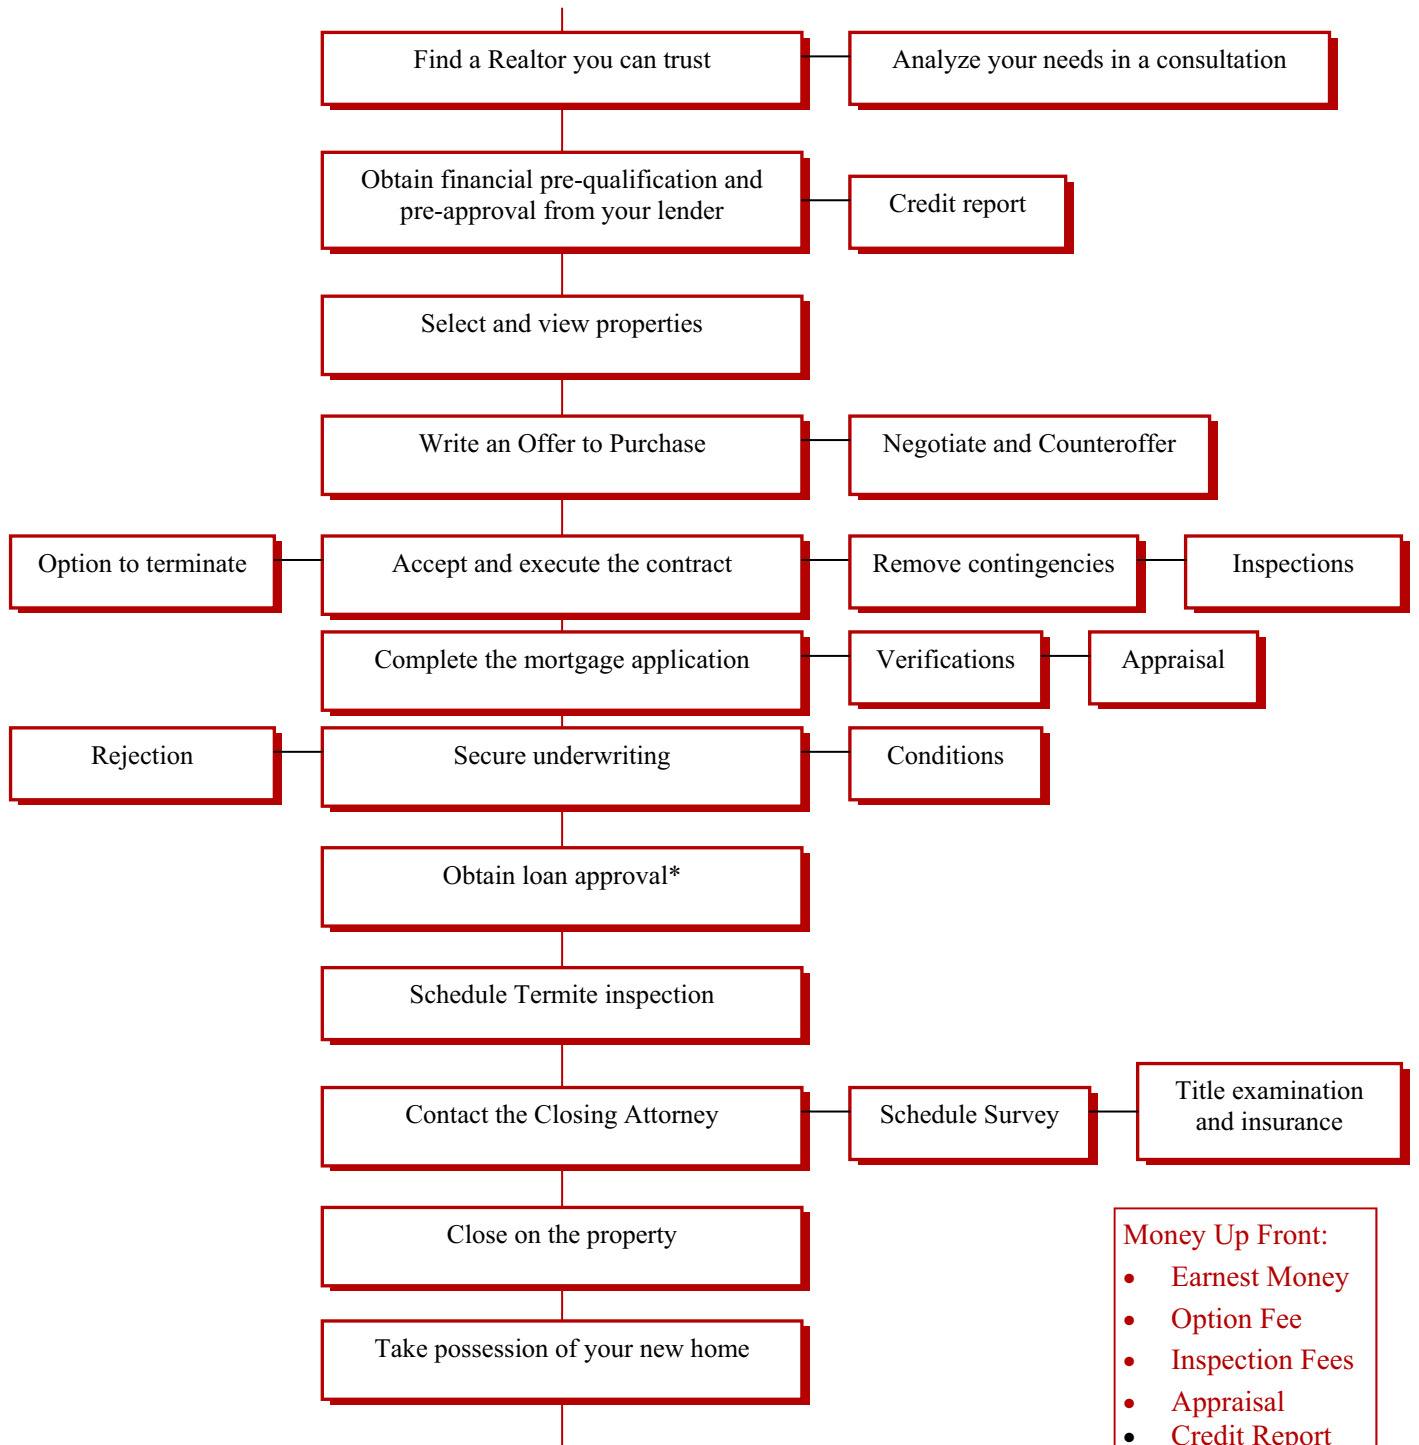 Find a Realtor you can trust
Analyze your needs in a consultation
Obtain financial pre-qualification and
pre-approval from your lender
Credit report
Select and view properties
Write an Offer to Purchase
Negotiate and Counteroffer
Option to terminate
Accept and execute the contract
Remove contingencies
Inspections
Complete the mortgage application
Verifications
Appraisal
Rejection
Secure underwriting
Conditions
Obtain loan approval*
Schedule Termite inspection
Contact the Closing Attorney
Schedule Survey
Title examination
and insurance
Close on the property
Take possession of your new home
Money Up Front:
• Earnest Money
• Option Fee
• Inspection Fees
• Appraisal
• Credit Report